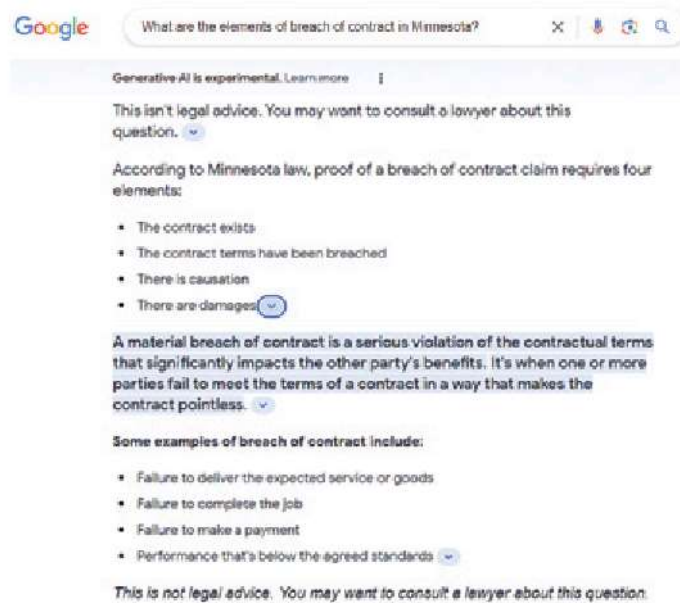 Google
What are the elements of breach of contract in Minnesota?
Generative AI is experimental. Learn more
This isn't legal advice. You may want to consult a lawyer about this
question.
According to Minnesota law, proof of a breach of contract claim requires four
elements:
• The contract exists
• The contract terms have been breached
• There is causation
• There are damages
A material breach of contract is a serious violation of the contractual terms
that significantly impacts the other party's benefits. It's when one or more
parties fail to meet the terms of a contract in a way that makes the
contract pointless.
Some examples of breach of contract include:
• Failure to deliver the expected service or goods
• Failure to complete the job
• Failure to make a payment
• Performance that's below the agreed standards
This is not legal advice. You may want to consult a lawyer about this question.